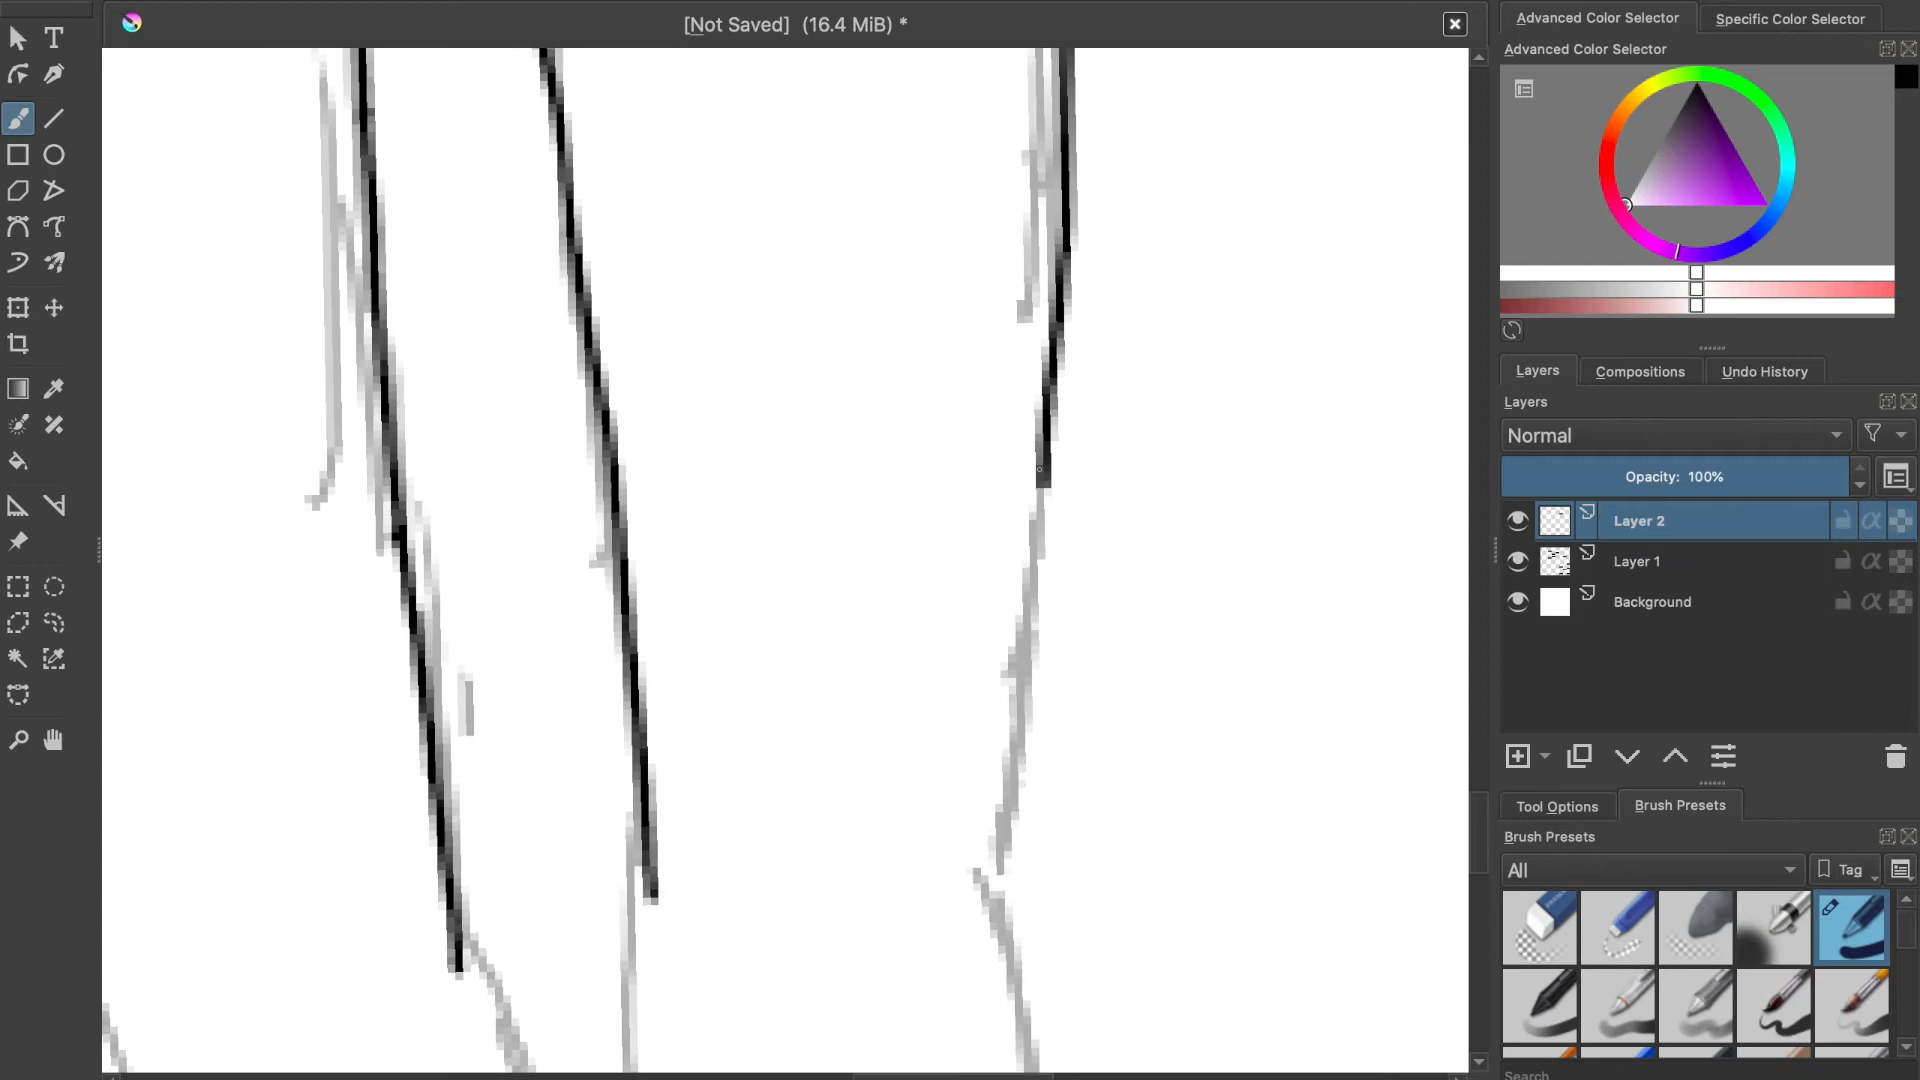 [Not Saved] (16.4 MiB) *
Advanced Color Selector
Specific Color Selector
Advanced Color Selector
Layers
Compositions
Undo History
Layers
Normal
Opacity: 100%
Layer 2
Layer 1
Background
Tool Options
Brush Presets
Brush Presets
All
Tag
Search